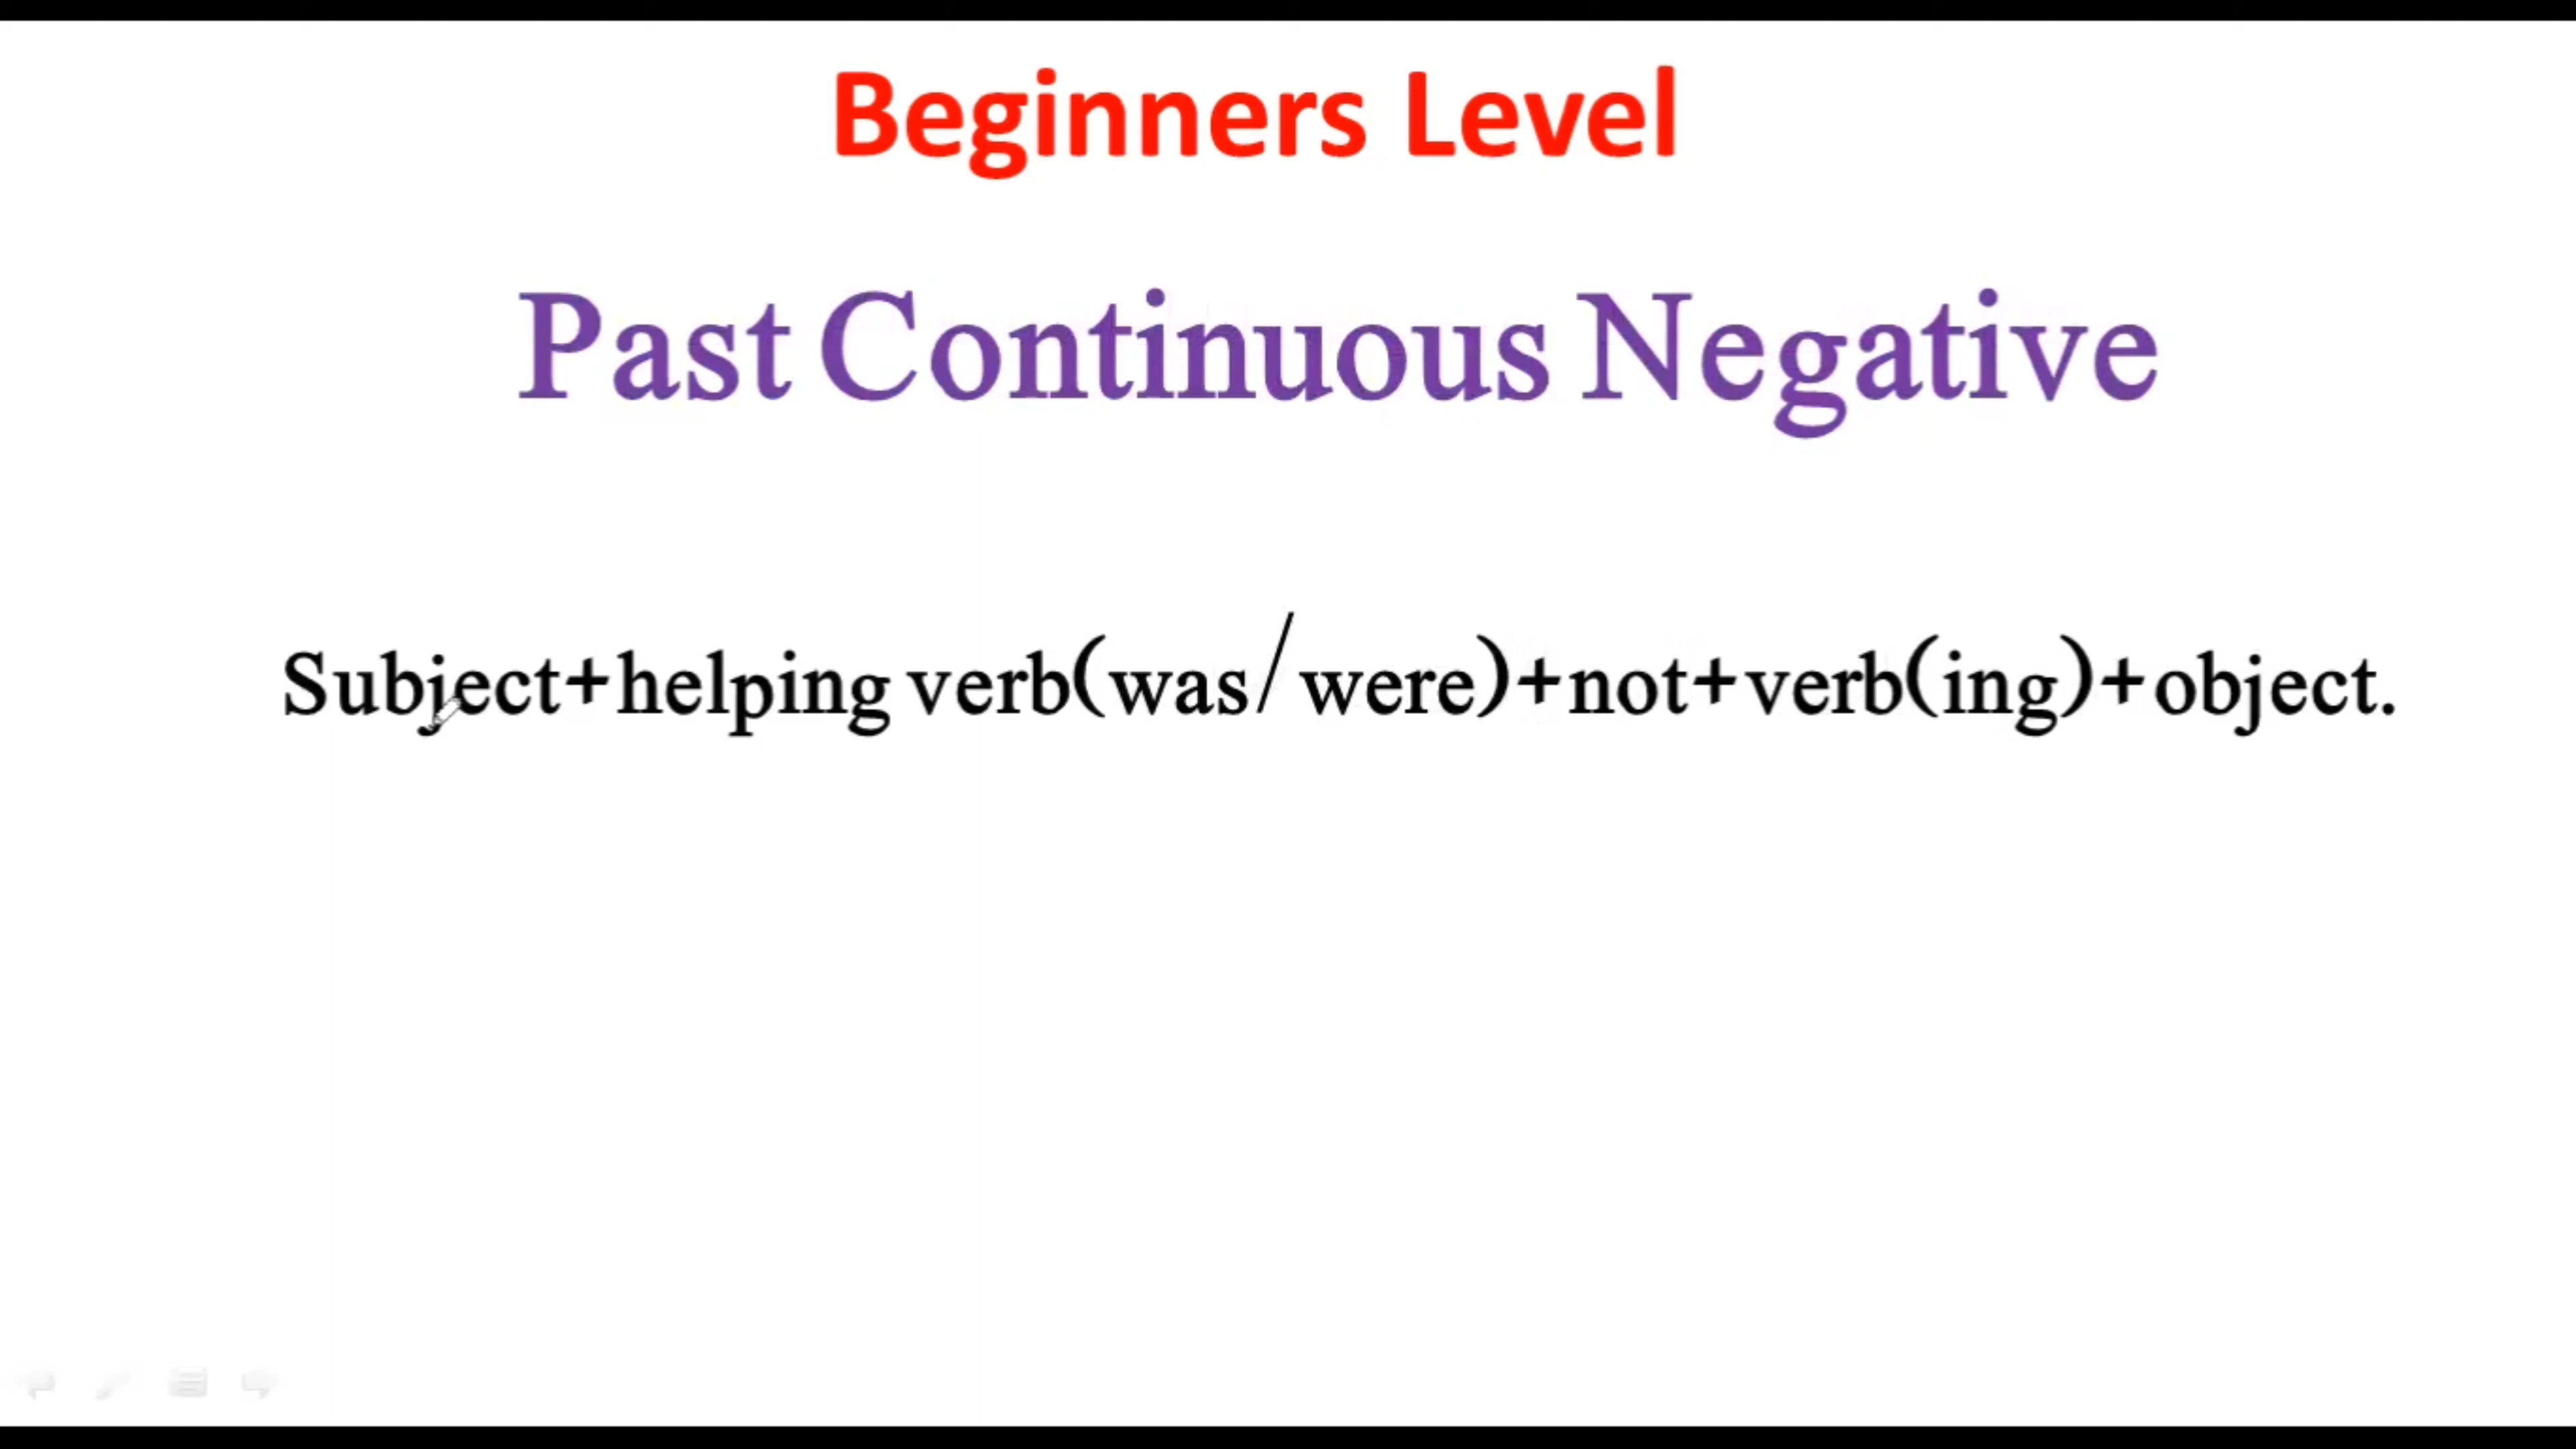 Beginners Level
Past Continuous Negative
Subject+helping verb(was/were)+not+verb(ing)+object.